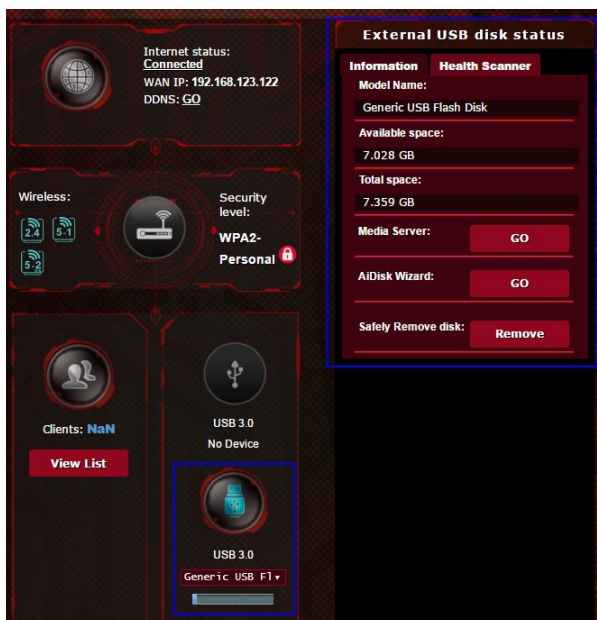 Internet status:
Connected
WAN IP: 192.168.123.122
DDNS: GO
Wireless:
2.4
5-1
5-2
Security
level:
WPA2-
Personal
Clients: NaN
View List
USB 3.0
No Device
USB 3.0
Generic USB Fl
External USB disk status
Information Health Scanner
Model Name:
Generic USB Flash Disk
Available space:
7.028 GB
Total space:
7.359 GB
Media Server: GO
AiDisk Wizard: GO
Safely Remove disk: Remove